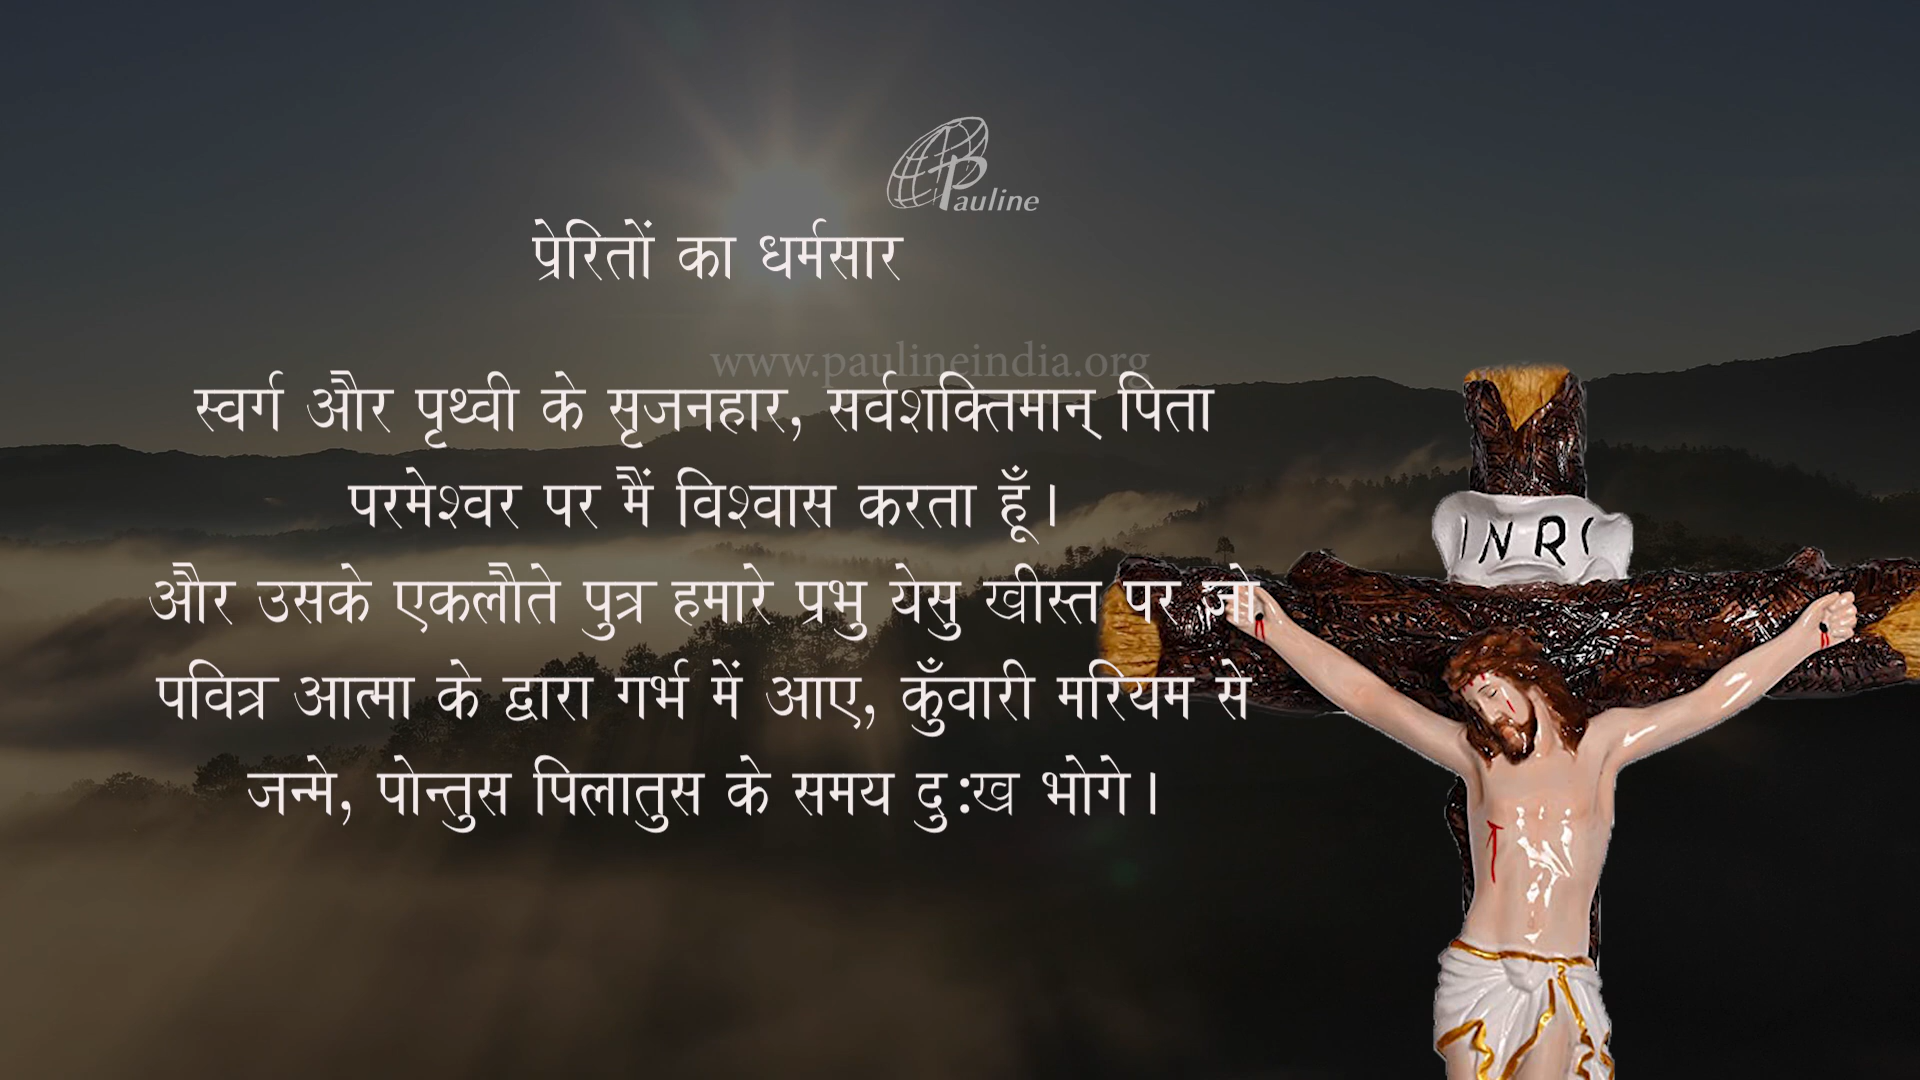 Pauline
प्रेरितों का धर्मसार
www.paulineindia.org
स्वर्ग और पृथ्वी के सृजनहार, सर्वशक्तिमान् पिता
परमेश्वर पर मैं विश्वास करता हूँ।
और उसके एकलौते पुत्र हमारे प्रभु येसु खीस्त पर जो
पवित्र आत्मा के द्वारा गर्भ में आए, कुँवारी मरियम से
जन्मे, पोन्तुस पिलातुस के समय दुःख भोगे।
INRI